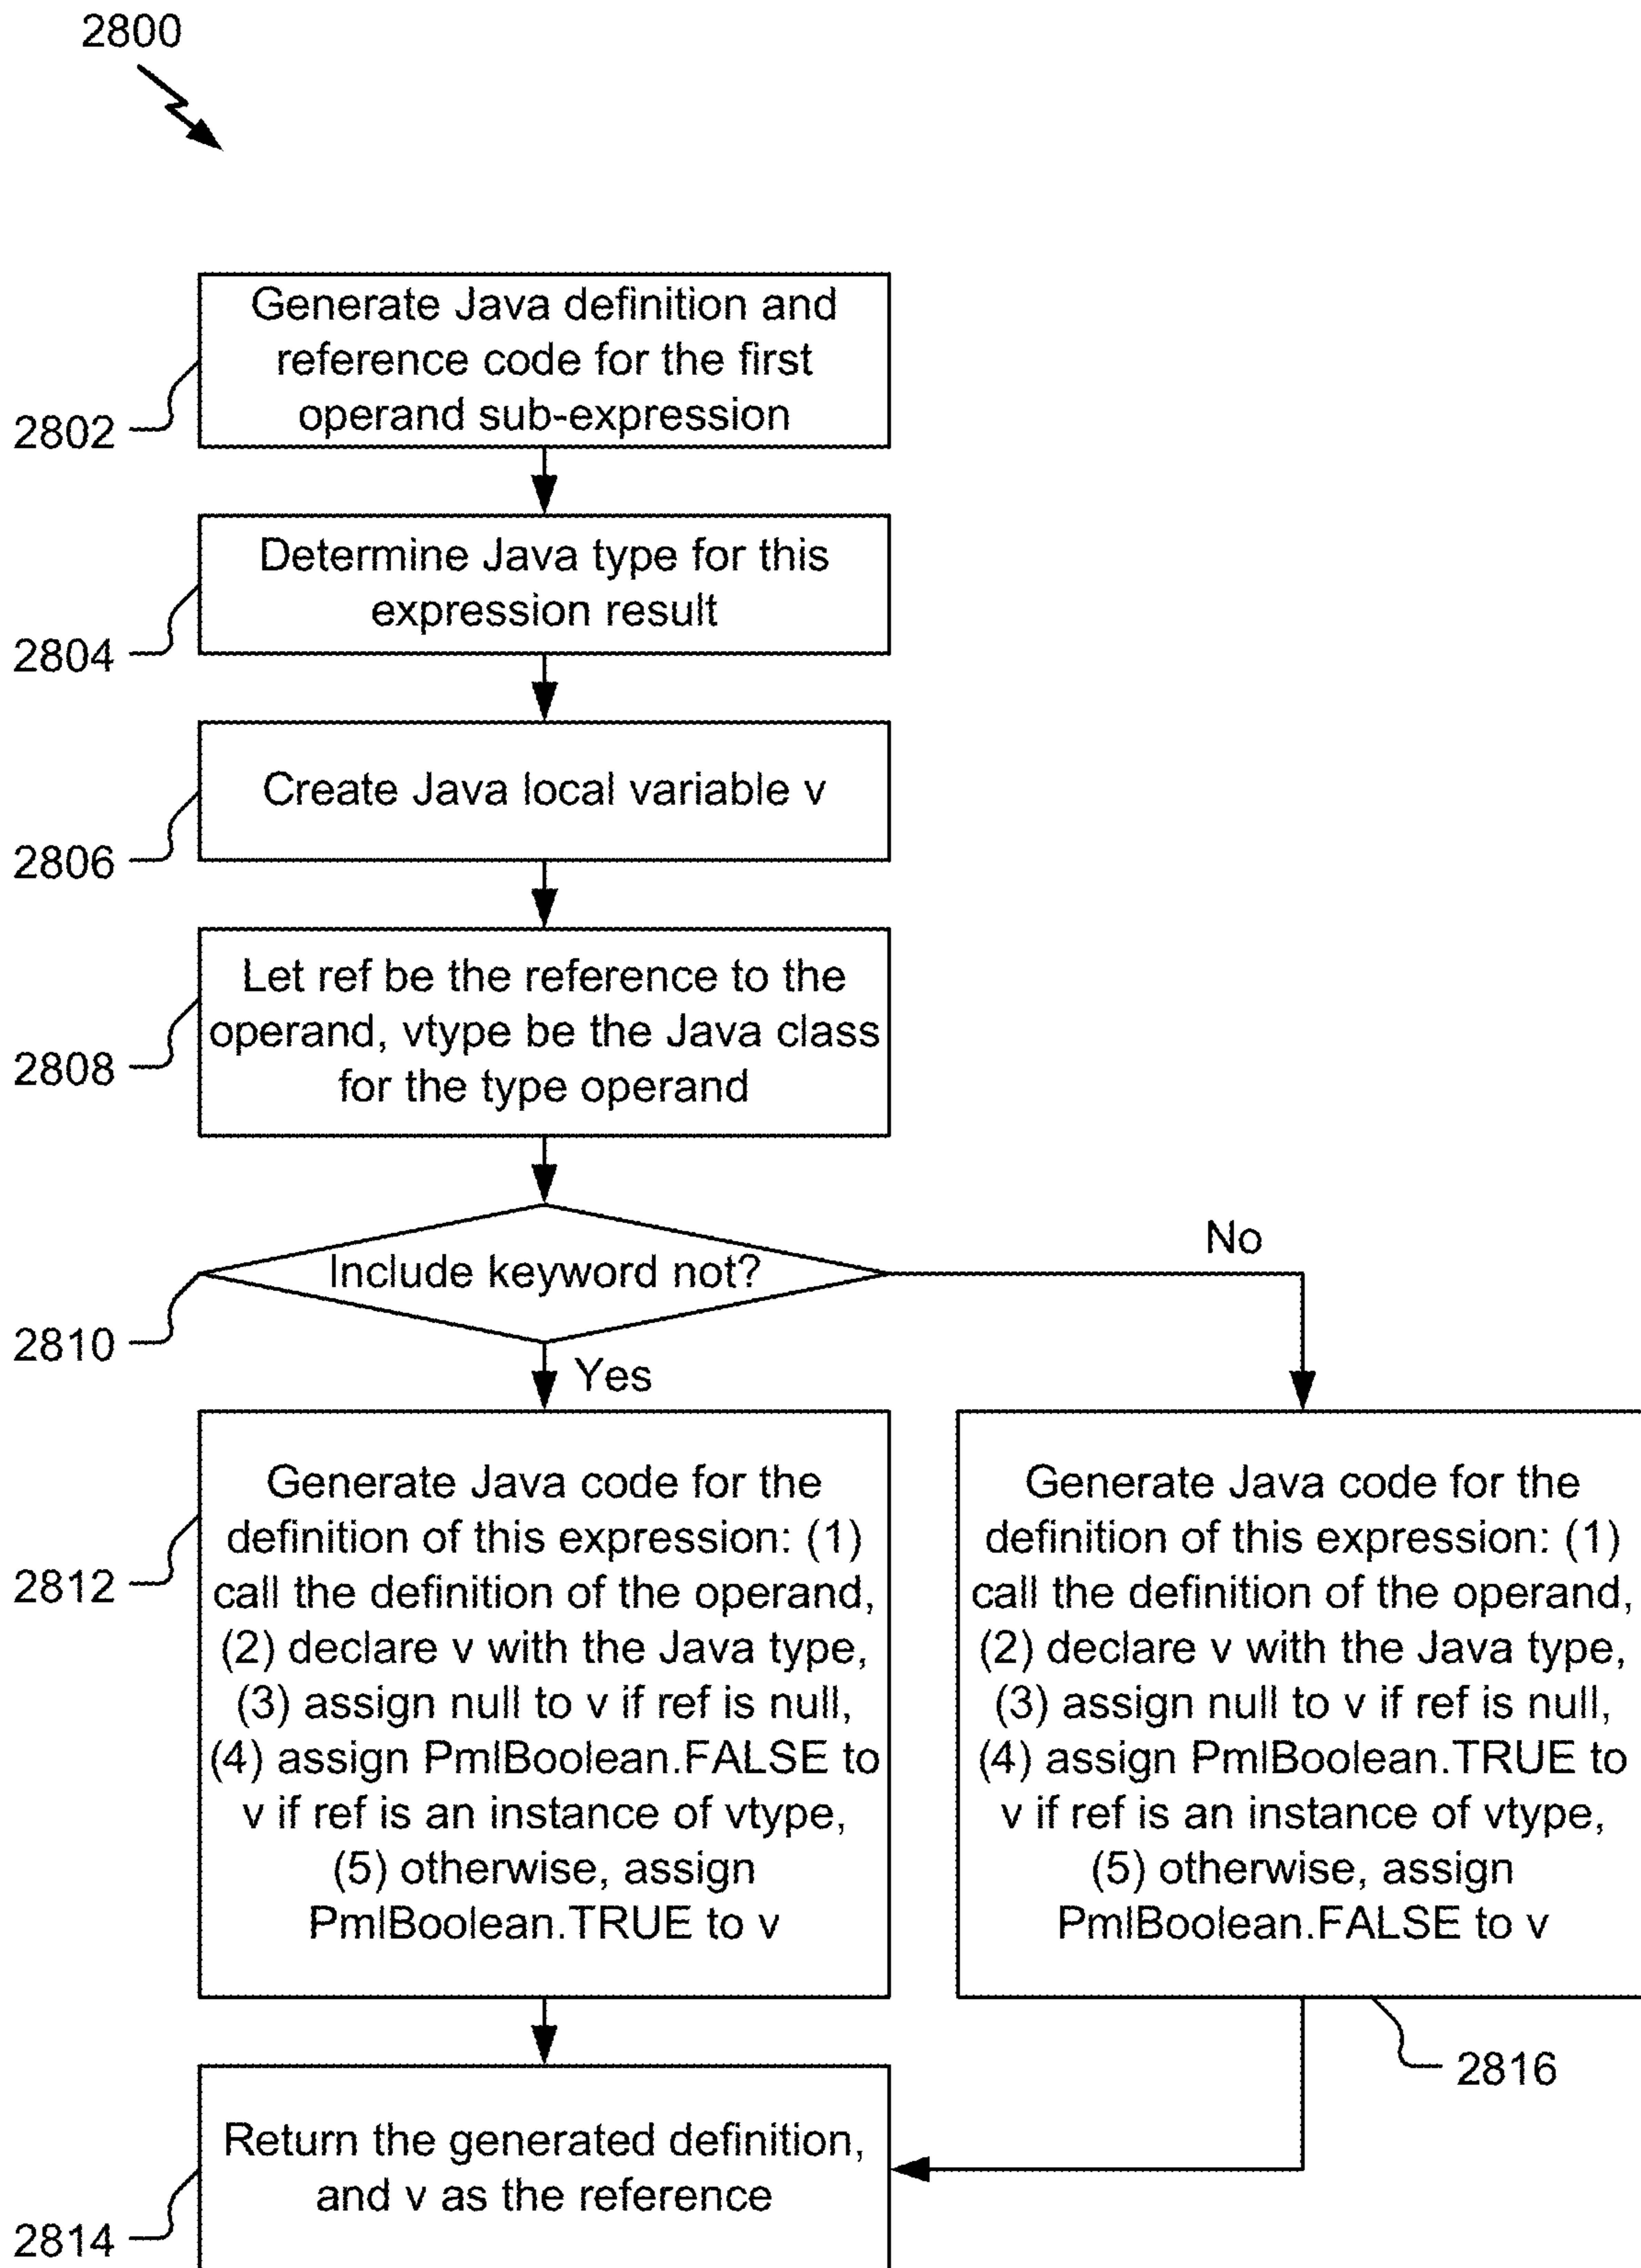 2800
Generate Java definition and
reference code for the first
operand sub-expression
2802
Determine Java type for this
expression result
2804
Create Java local variable v
2806
Let ref be the reference to the
operand, vtype be the Java class
for the type operand
2808
Include keyword not?
No
2810
Yes
Generate Java code for the
definition of this expression: (1)
call the definition of the operand,
(2) declare v with the Java type,
(3) assign null to v if ref is null,
(4) assign PmlBoolean.FALSE to
v if ref is an instance of vtype,
(5) otherwise, assign
PmlBoolean.TRUE to v
2812
Generate Java code for the
definition of this expression: (1)
call the definition of the operand,
(2) declare v with the Java type,
(3) assign null to v if ref is null,
(4) assign PmlBoolean.TRUE to
v if ref is an instance of vtype,
(5) otherwise, assign
PmlBoolean.FALSE to v
2816
Return the generated definition,
and v as the reference
2814